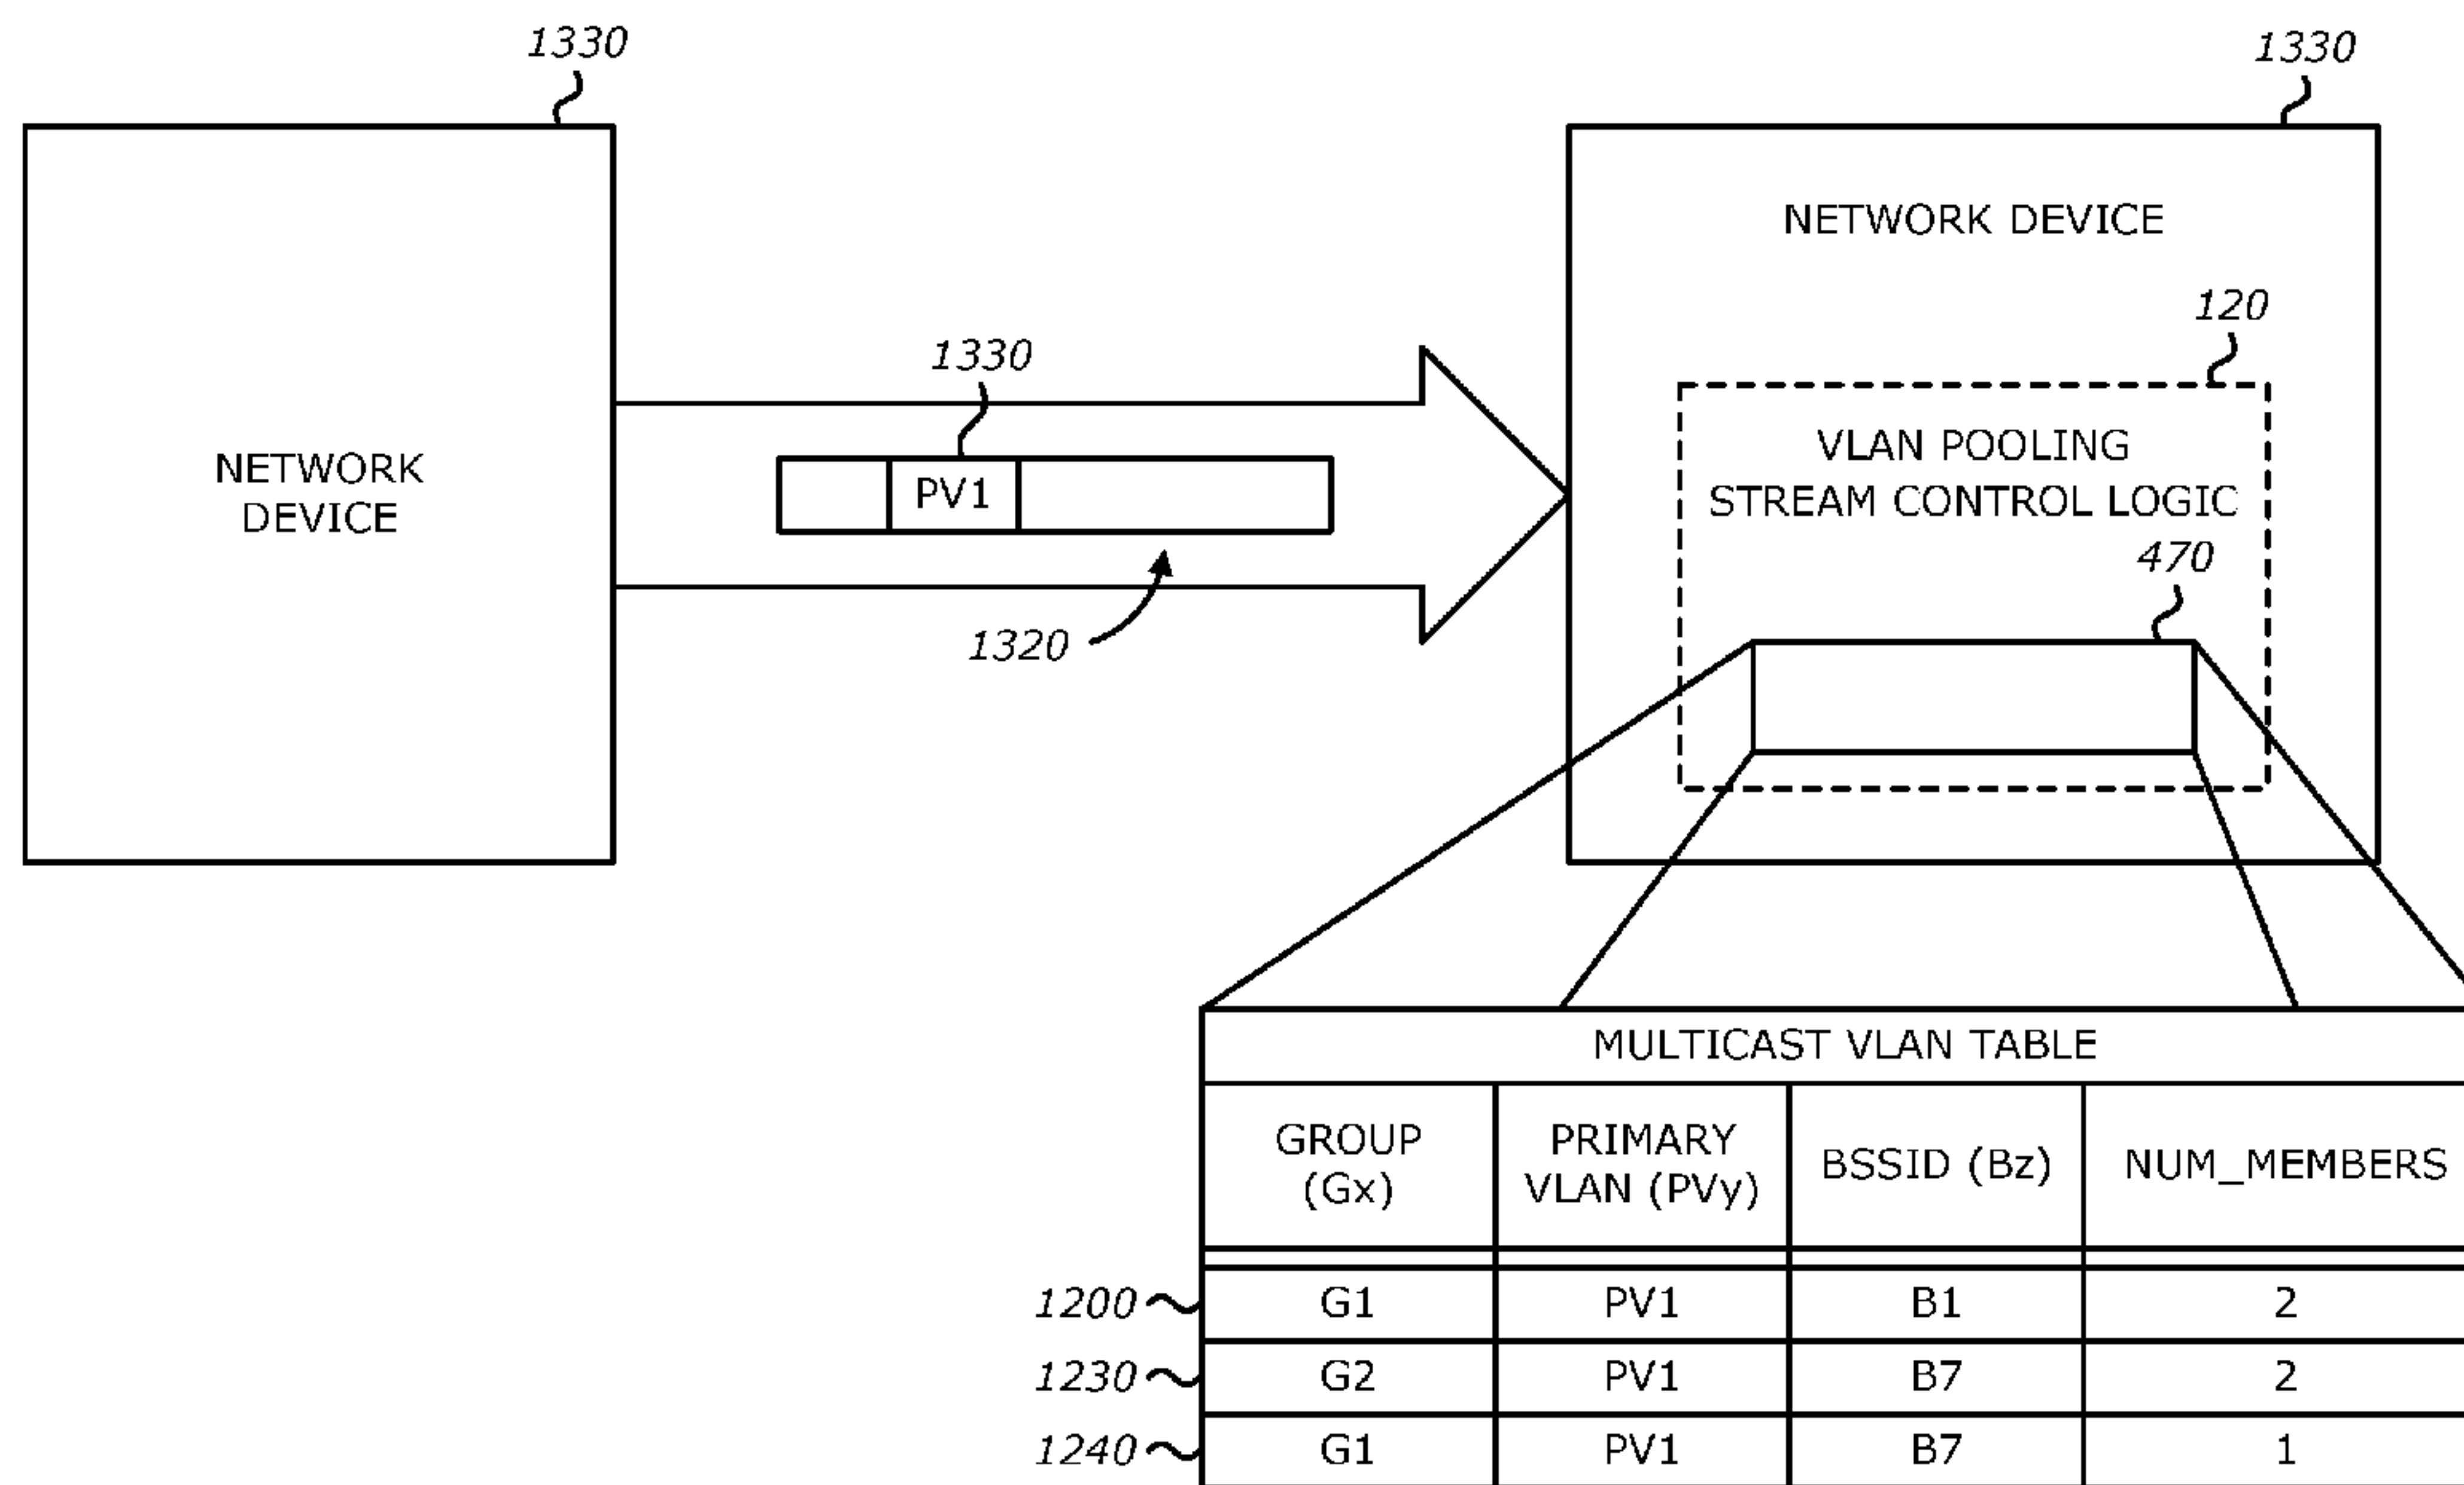 1330
1330
NETWORK DEVICE
120
1330
VLAN POOLING
NETWORK
DEVICE
PV1
STREAM CONTROL LOGIC
470
1320
MULTICAST VLAN TABLE
GROUP
(Gx)
PRIMARY
VLAN (PVy)
BSSID (Bz)
NUM_MEMBERS
1200 G1 PV1 B1 2
1230 G2 PV1 B7 2
1240 G1 PV1 B7 1